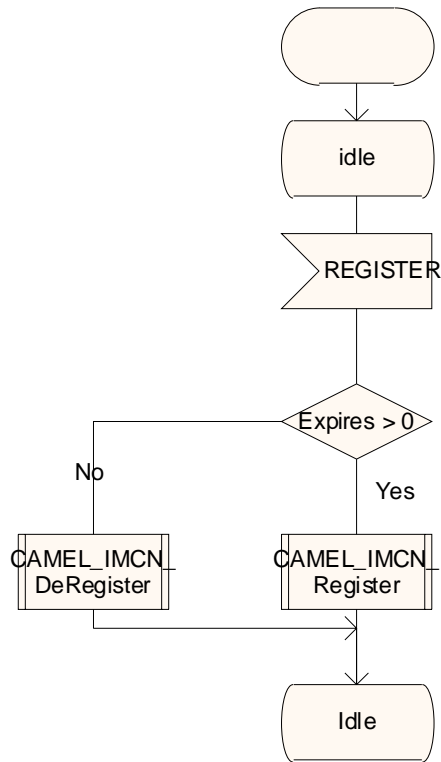 idle
REGISTER
Expires > 0
No
Yes
CAMEL_IMCN_
DeRegister
CAMEL_IMCN_
Register
Idle